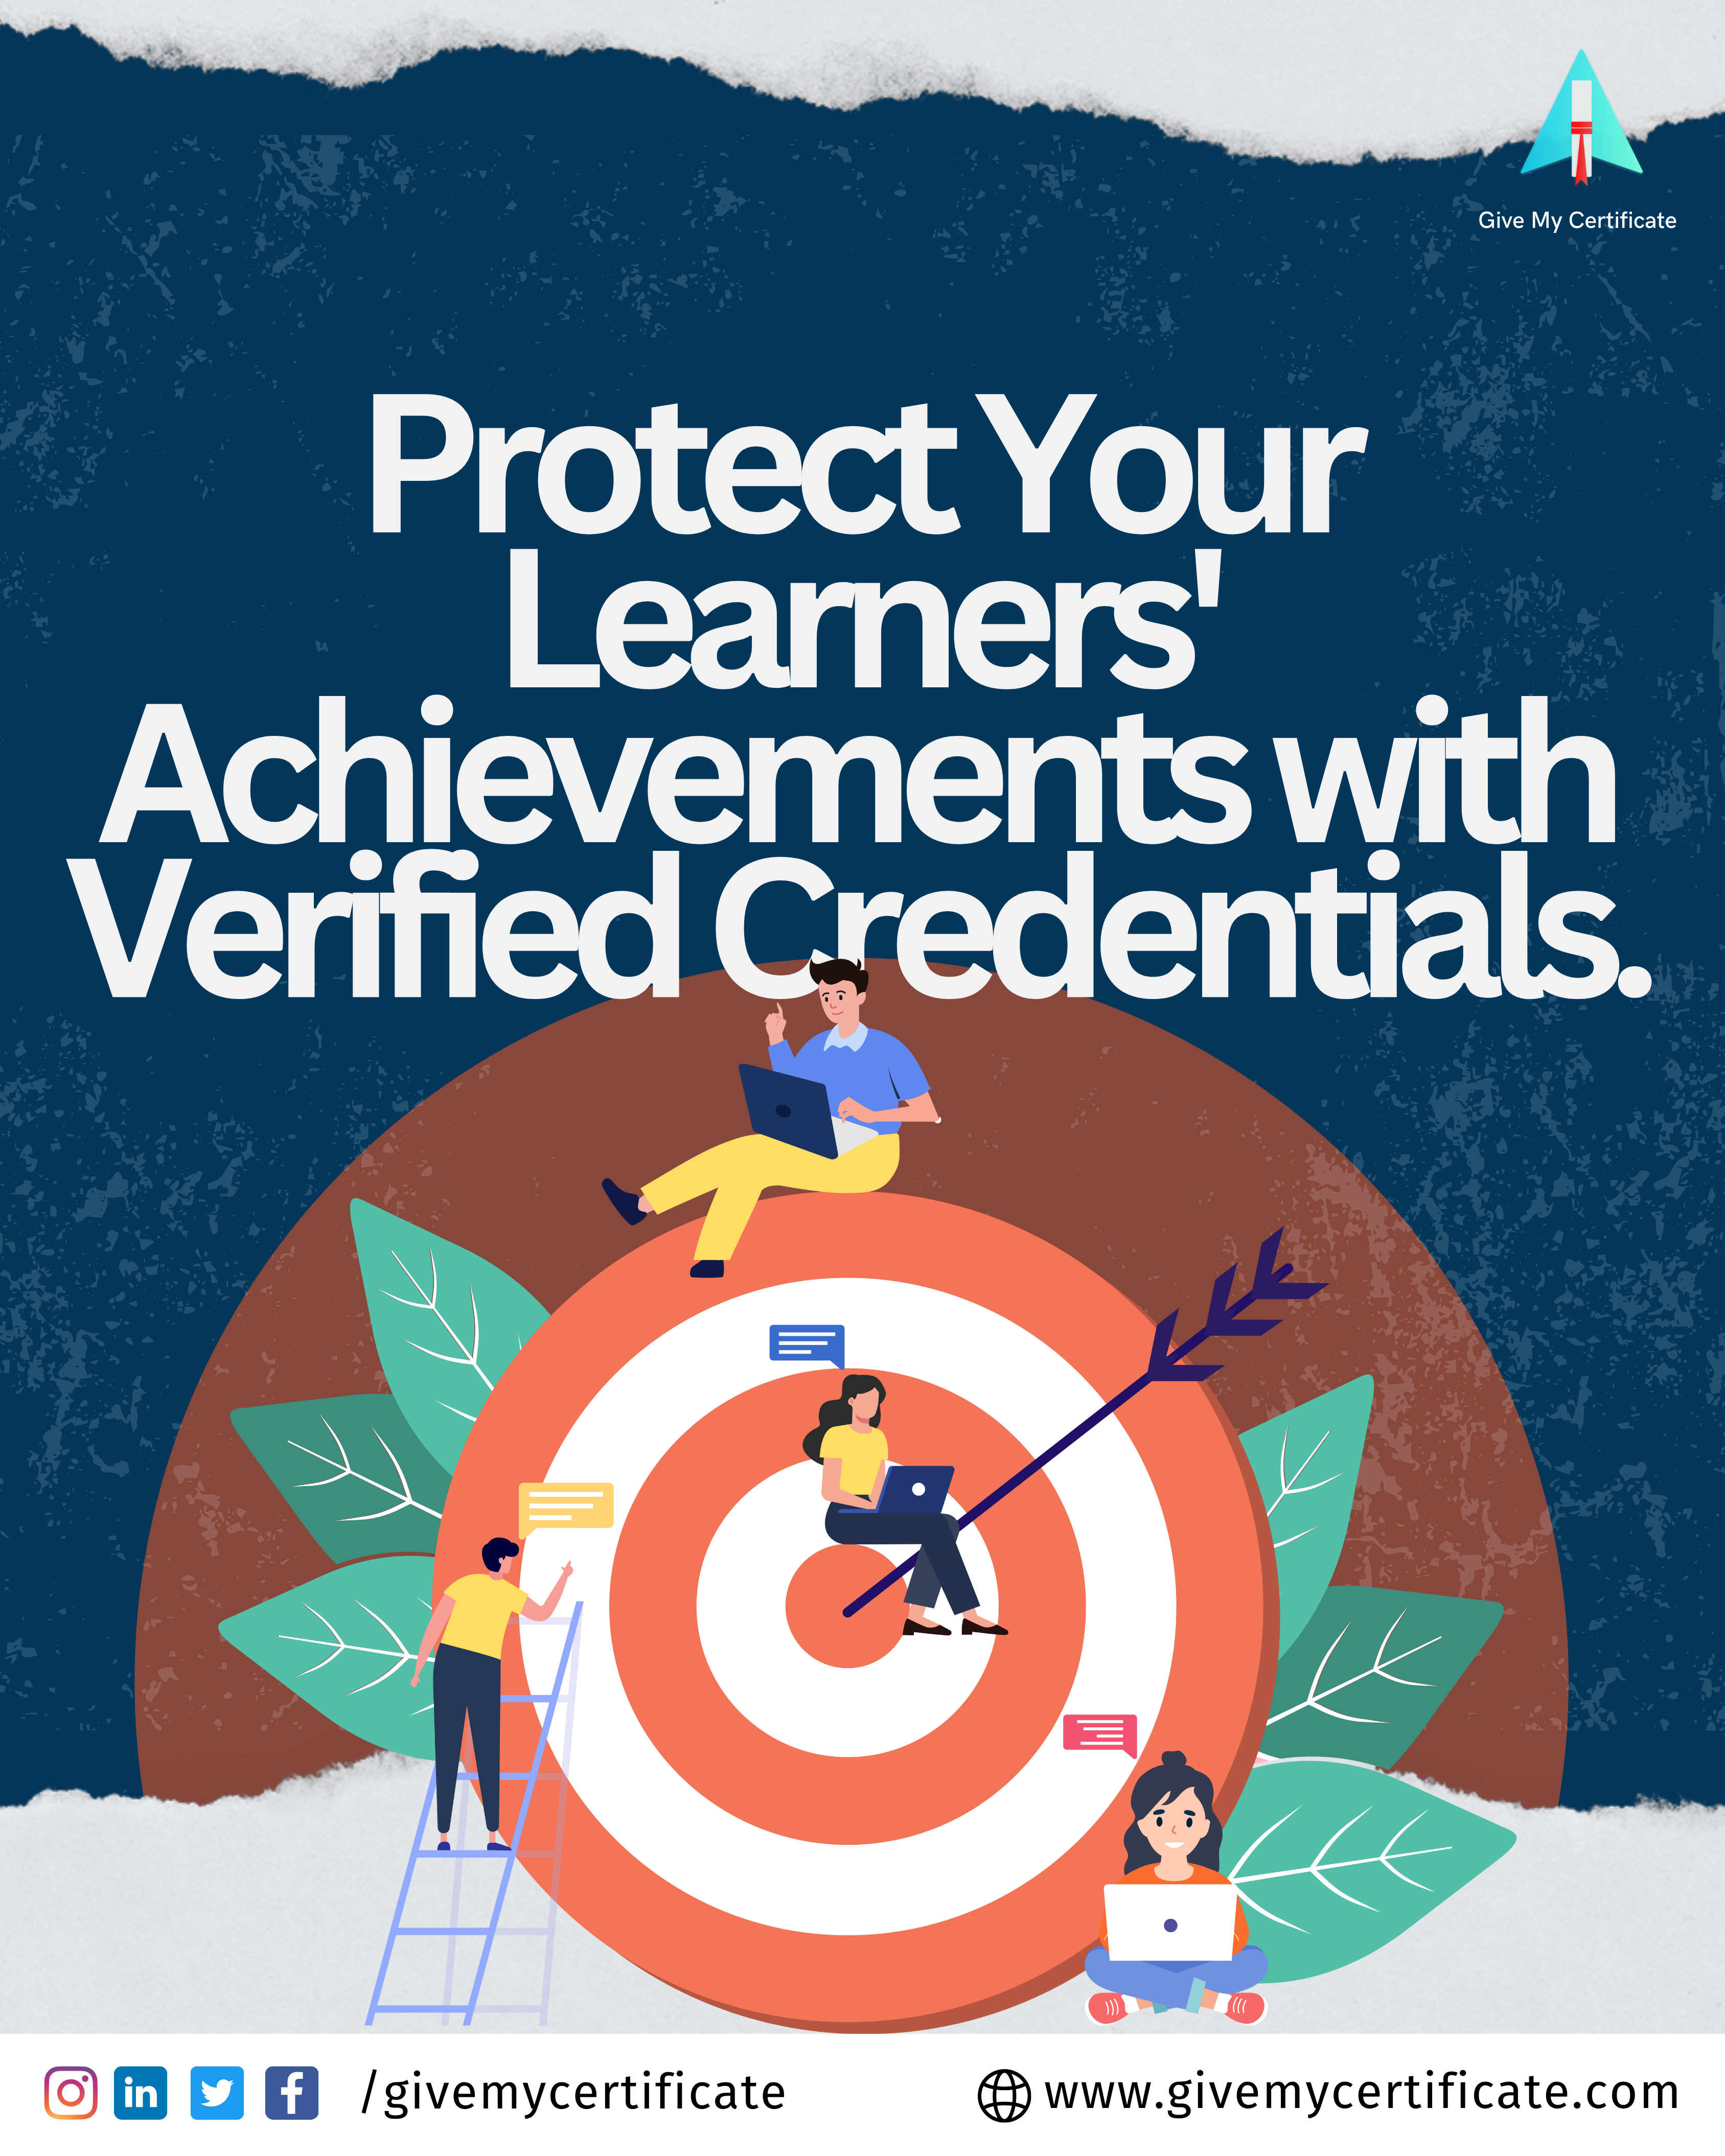 Give My Certificate
Protect Your
Learners'
Achievements with
Verified Credentials.
/givemycertificate
www.givemycertificate.com